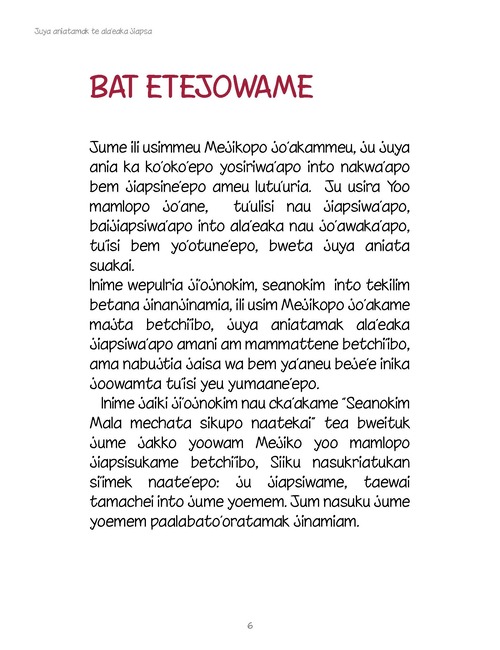 Juya aniatamak te ala'eaka jiapsa
BAT ETEJOWAME
Jume ili usimmeu Mejikopo jo'akammeu, ju juya
ania ka ko'oko'epo yosiriwa'apo into nakwa'apo
bem jiapsine'epo ameu lutu'uria. Ju usira Yoo
mamlopo jo'ane, tu'ulisi nau jiapsiwa'apo,
baijiapsiwa'apo into ala'eaka nau jo'awaka'apo,
tu'isi bem yo'otune'epo, bweta juya aniata
suakai.
Inime wepulria ji'ojnokim, seanokim into tekilim
betana jinanjinamia, ili usim Mejikopo jo'akame
majta betchi'ibo, juya aniatamak ala'eaka
jiapsiwa'apo amani am mammattene betchi'ibo,
ama nabujtia jaisa wa bem ya'aneu beje'e inika
joowamta tu'isi yeu yumaane'epo.
Inime jaiki ji'ojnokim nau cka'akame "Seanokim
Mala mechata sikupo naatekai" tea bweituk
jume jakko yoowam Mejiko yoo mamlopo
jiapsisukame betchi'ibo, Siiku nasukriatukan
si'imek naate'epo: ju jiapsiwame, taewai
tamachei into jume yoemem. Jum nasuku jume
yoemem paalabato'oratamak jinamiam.
6